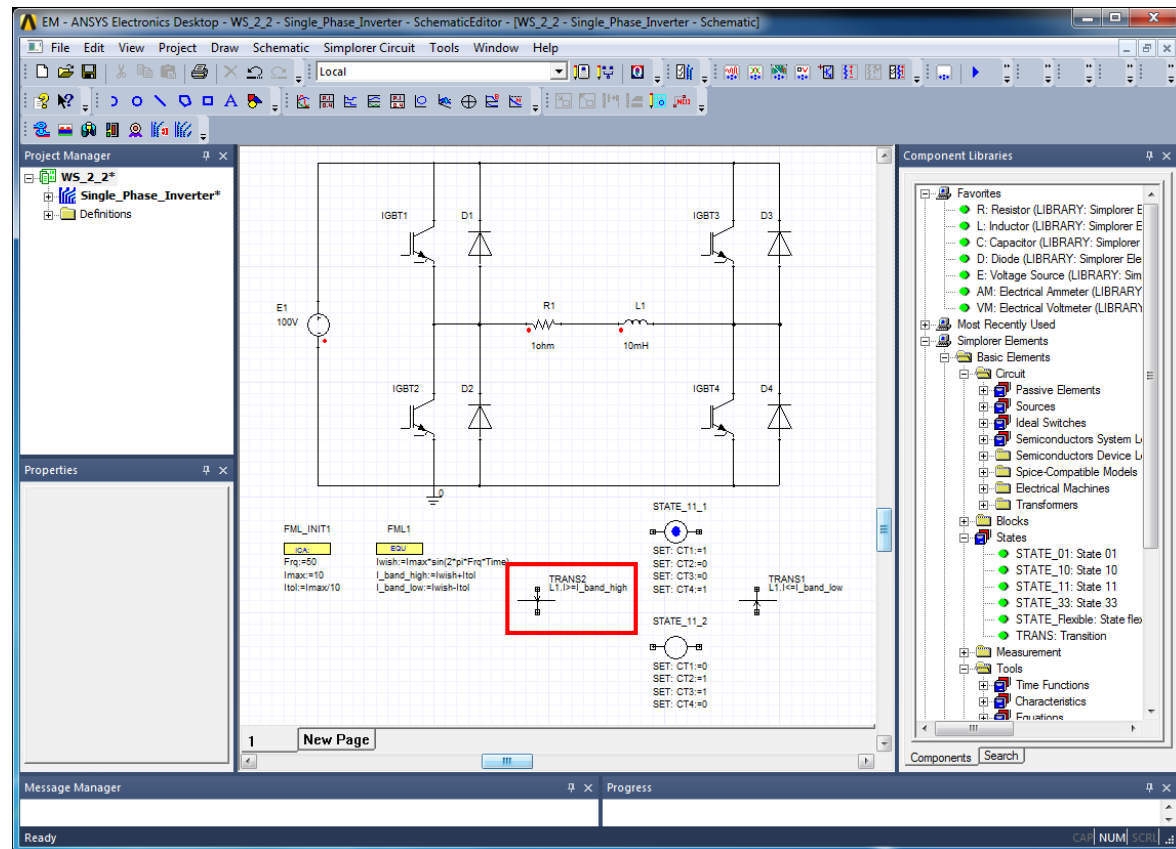 EM - ANSYS Electronics Desktop - WS_2_2 - Single_Phase_Inverter - SchematicEditor - [WS_2_2 - Single_Phase_Inverter - Schematic]
File Edit View Project Draw Schematic Simplorer Circuit Tools Window Help
Local
Project Manager
WS_2_2*
Single_Phase_Inverter*
Definitions
Properties
IGBT1 D1 IGBT3 D3
E1
100V
R1 L1
1ohm 10mH
IGBT2 D2 IGBT4 D4
0
FML_INIT1
ICA:
Frq:=50
Imax:=10
Itol:=Imax/10
FML1
EQU
Iwish:=Imax*sin(2*pi*Frq*Time)
I_band_high:=Iwish+Itol
I_band_low:=Iwish-Itol
TRANS2
L1.I>=I_band_high
STATE_11_1
SET: CT1:=1
SET: CT2:=0
SET: CT3:=0
SET: CT4:=1
TRANS1
L1.I<=I_band_low
STATE_11_2
SET: CT1:=0
SET: CT2:=1
SET: CT3:=1
SET: CT4:=0
1 New Page
Component Libraries
Favorites
R: Resistor (LIBRARY: Simplorer E
L: Inductor (LIBRARY: Simplorer E
C: Capacitor (LIBRARY: Simplorer
D: Diode (LIBRARY: Simplorer Ele
E: Voltage Source (LIBRARY: Sim
AM: Electrical Ammeter (LIBRARY
VM: Electrical Voltmeter (LIBRARY
Most Recently Used
Simplorer Elements
Basic Elements
Circuit
Passive Elements
Sources
Ideal Switches
Semiconductors System L
Semiconductors Device L
Spice-Compatible Models
Electrical Machines
Transformers
Blocks
States
STATE_01: State 01
STATE_10: State 10
STATE_11: State 11
STATE_33: State 33
STATE_Flexible: State flex
TRANS: Transition
Measurement
Tools
Time Functions
Characteristics
Equations
Components Search
Message Manager
Progress
Ready
CAP NUM SCRL